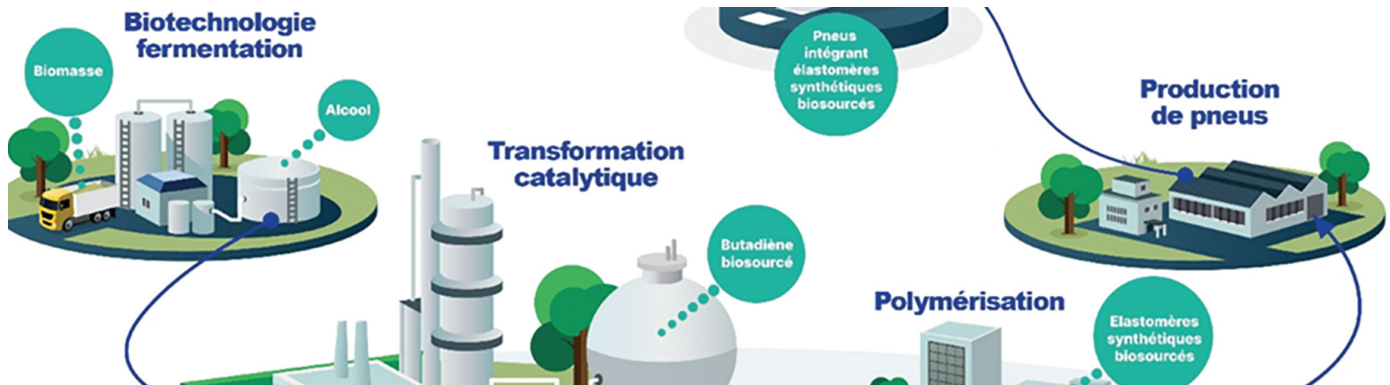 Biotechnologie
fermentation
Biomasse
Alcool
Transformation
catalytique
Butadiène
biosourcé
Pneus
intégrant
élastomères
synthétiques
biosourcés
Production
de pneus
Polymérisation
Elastomères
synthétiques
biosourcés